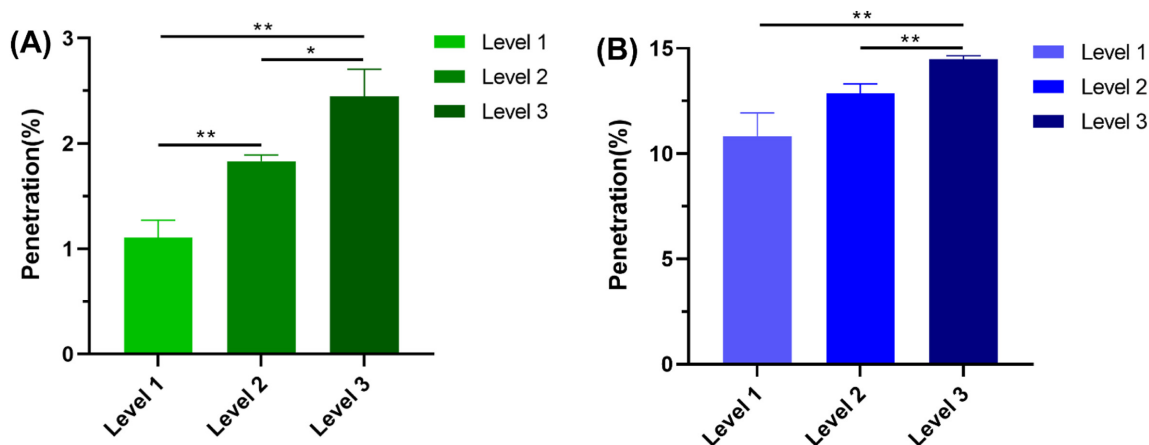 (A)
Penetration(%)
3
2
1
0
**
*
**
Level 1
Level 2
Level 3
Level 1
Level 2
Level 3
(B)
Penetration(%)
15
10
5
0
**
**
Level 1
Level 2
Level 3
Level 1
Level 2
Level 3